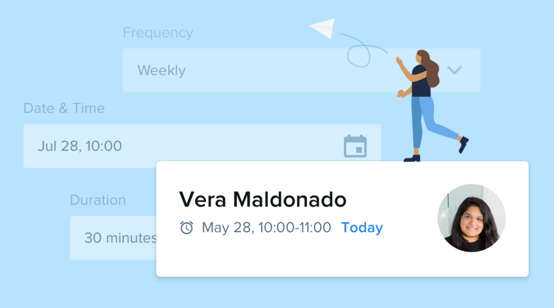 Frequency
Weekly
Date & Time
Jul 28, 10:00
Duration
30 minutes
Vera Maldonado
May 28, 10:00-11:00 Today